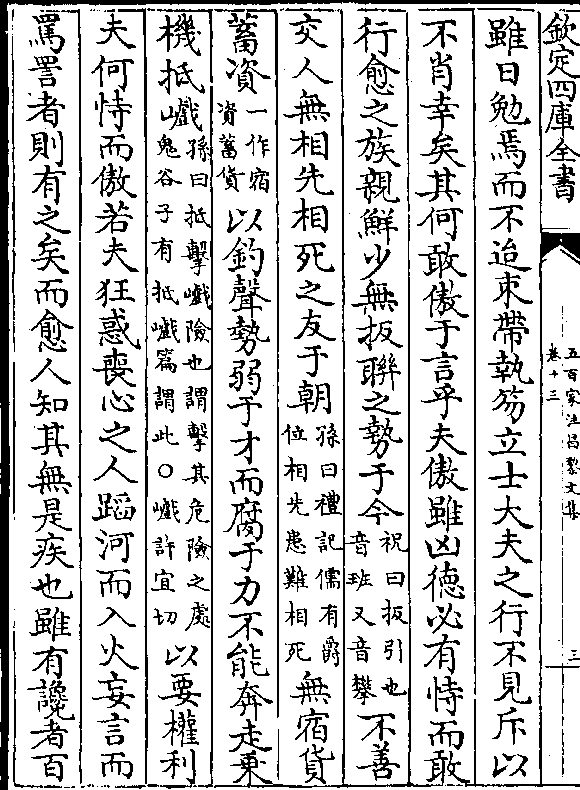 欽定四庫全書
五百家注昌黎文集
卷十三
三
雖日勉焉而不迨束帶執笏立士大夫之行不見斥以
不肖幸矣其何敢傲于言乎夫傲雖凶德必有恃而敢
行愈之族親鮮少無扳聯之勢于今祝曰扳引也音班又音攀不善
交人無相先相死之友于朝孫曰禮記儒有爵位相先患難相死無宿貨
蓄資一作宿資蓄貨以釣聲勢弱于才而腐于力不能奔走乗
機抵巇孫曰抵擊巇險也謂擊其危險之處鬼谷子有抵巇篇謂此○巇許宜切以要權利
夫何恃而傲若夫狂惑喪心之人蹈河而入火妄言而
罵詈者則有之矣而愈人知其無是疾也雖有讒者百